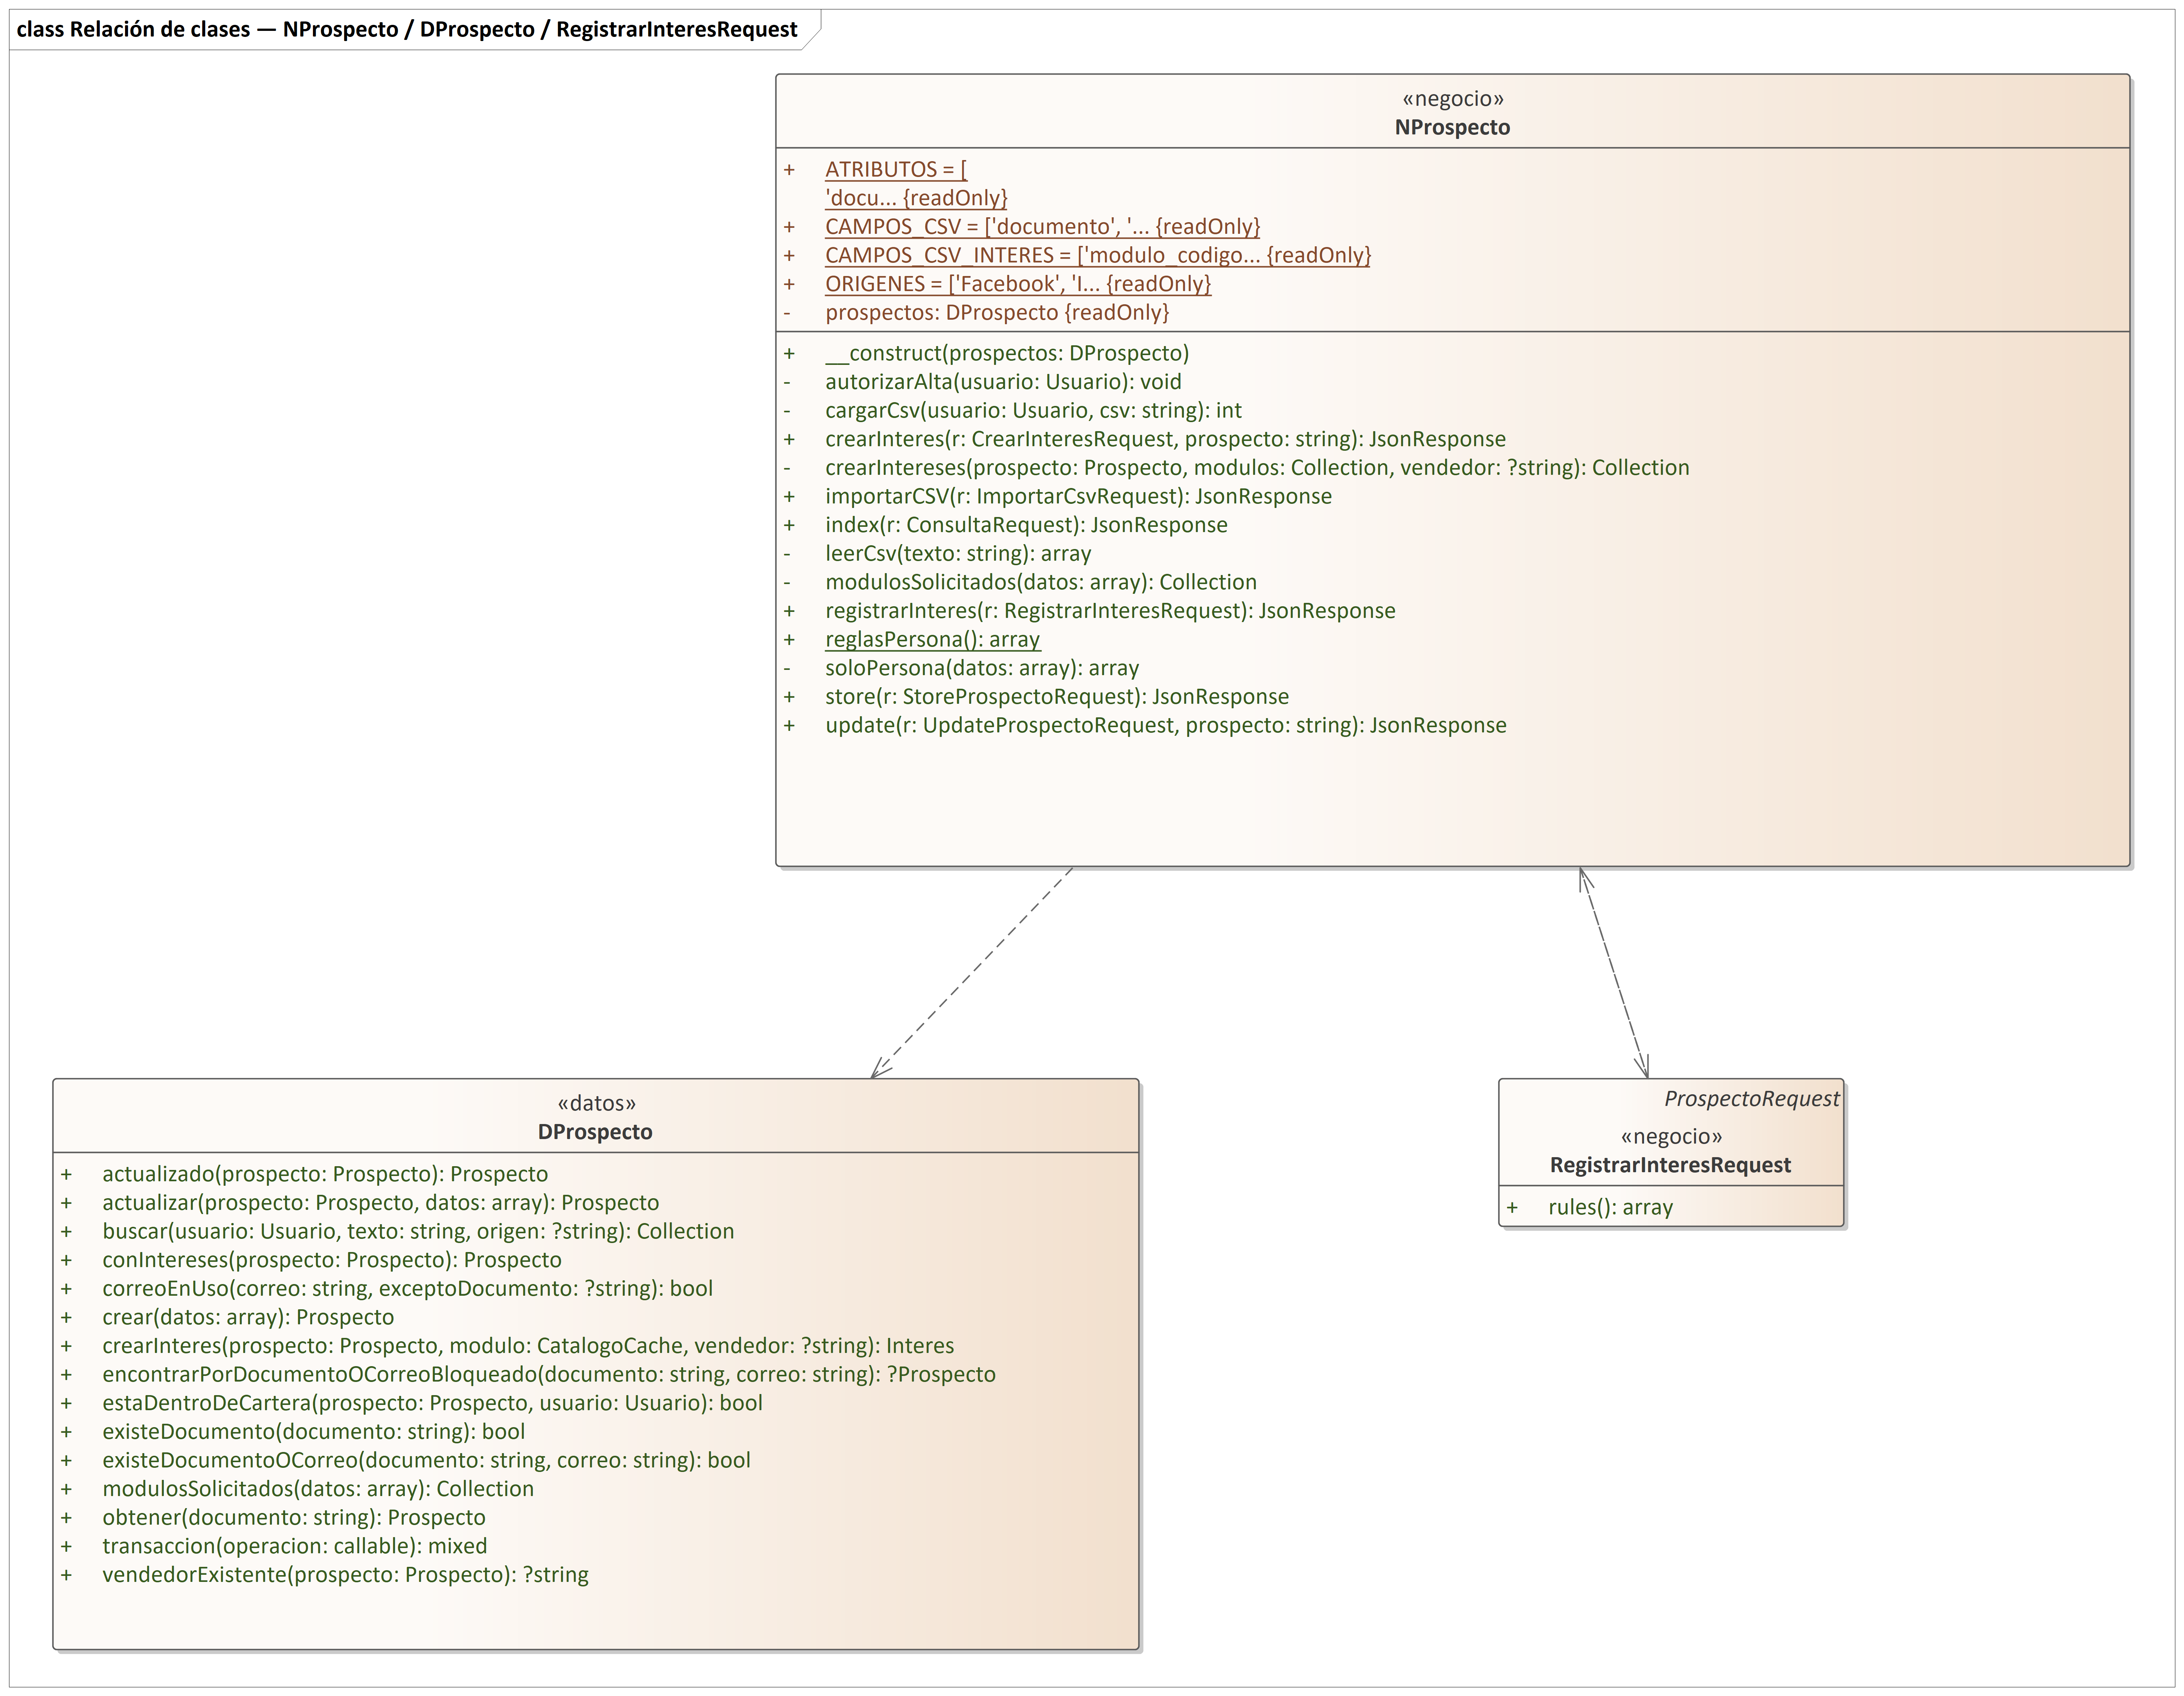 class Relación de clases — NProspecto / DProspecto / RegistrarInteresRequest
«negocio»
NProspecto
+ ATRIBUTOS = [
'docu... {readOnly}
+ CAMPOS_CSV = ['documento', '... {readOnly}
+ CAMPOS_CSV_INTERES = ['modulo_codigo... {readOnly}
+ ORIGENES = ['Facebook', 'I... {readOnly}
- prospectos: DProspecto {readOnly}
+ __construct(prospectos: DProspecto)
- autorizarAlta(usuario: Usuario): void
- cargarCsv(usuario: Usuario, csv: string): int
+ crearInteres(r: CrearInteresRequest, prospecto: string): JsonResponse
- crearIntereses(prospecto: Prospecto, modulos: Collection, vendedor: ?string): Collection
+ importarCSV(r: ImportarCsvRequest): JsonResponse
+ index(r: ConsultaRequest): JsonResponse
- leerCsv(texto: string): array
- modulosSolicitados(datos: array): Collection
+ registrarInteres(r: RegistrarInteresRequest): JsonResponse
+ reglasPersona(): array
- soloPersona(datos: array): array
+ store(r: StoreProspectoRequest): JsonResponse
+ update(r: UpdateProspectoRequest, prospecto: string): JsonResponse
«datos»
DProspecto
+ actualizado(prospecto: Prospecto): Prospecto
+ actualizar(prospecto: Prospecto, datos: array): Prospecto
+ buscar(usuario: Usuario, texto: string, origen: ?string): Collection
+ conIntereses(prospecto: Prospecto): Prospecto
+ correoEnUso(correo: string, exceptoDocumento: ?string): bool
+ crear(datos: array): Prospecto
+ crearInteres(prospecto: Prospecto, modulo: CatalogoCache, vendedor: ?string): Interes
+ encontrarPorDocumentoOCorreoBloqueado(documento: string, correo: string): ?Prospecto
+ estaDentroDeCartera(prospecto: Prospecto, usuario: Usuario): bool
+ existeDocumento(documento: string): bool
+ existeDocumentoOCorreo(documento: string, correo: string): bool
+ modulosSolicitados(datos: array): Collection
+ obtener(documento: string): Prospecto
+ transaccion(operacion: callable): mixed
+ vendedorExistente(prospecto: Prospecto): ?string
ProspectoRequest
«negocio»
RegistrarInteresRequest
+ rules(): array